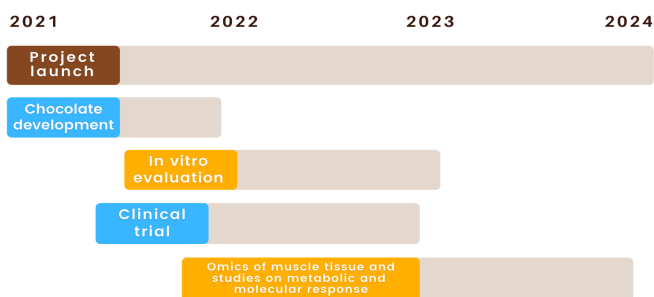 2021 2022 2023 2024
Project
launch
Chocolate
development
In vitro
evaluation
Clinical
trial
Omics of muscle tissue and
studies on metabolic and
molecular response